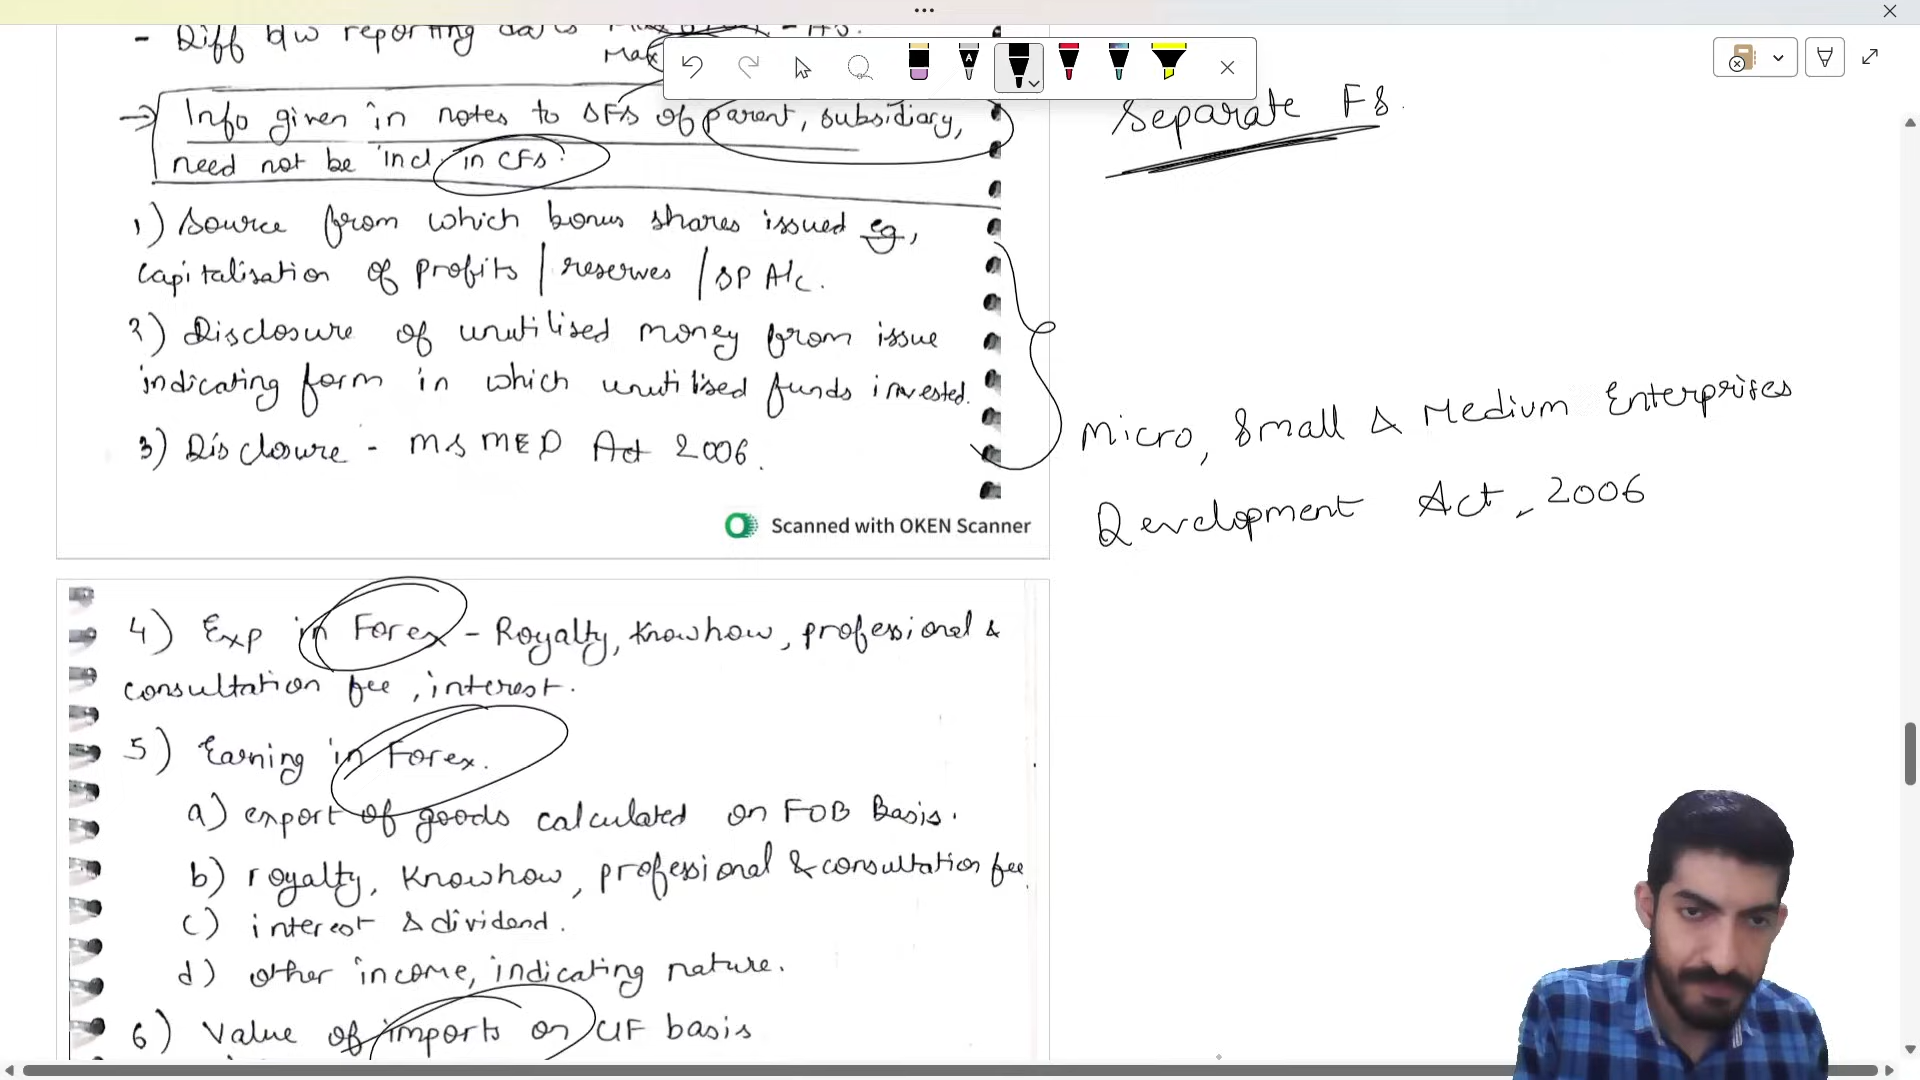 - Diff b/w reporting dates - AS.
Max
→ Info given in notes to SFS of parent, subsidiary,
need not be incl. in CFS.
1) Source from which bonus shares issued eg,
capitalisation of profits / reserves / SP A/c.
2) Disclosure of unutilised money from issue
indicating form in which unutilised funds invested.
3) Disclosure - MSMED Act 2006.
Scanned with OKEN Scanner
Separate FS.
Micro, Small & Medium Enterprises
Development Act, 2006
4) Exp in Forex - Royalty, Knowhow, professional &
consultation fee, interest.
5) Earning in Forex.
a) export of goods calculated on FOB Basis.
b) royalty, Knowhow, professional & consultation fee.
c) interest & dividend.
d) other income, indicating nature.
6) Value of imports on CIF basis